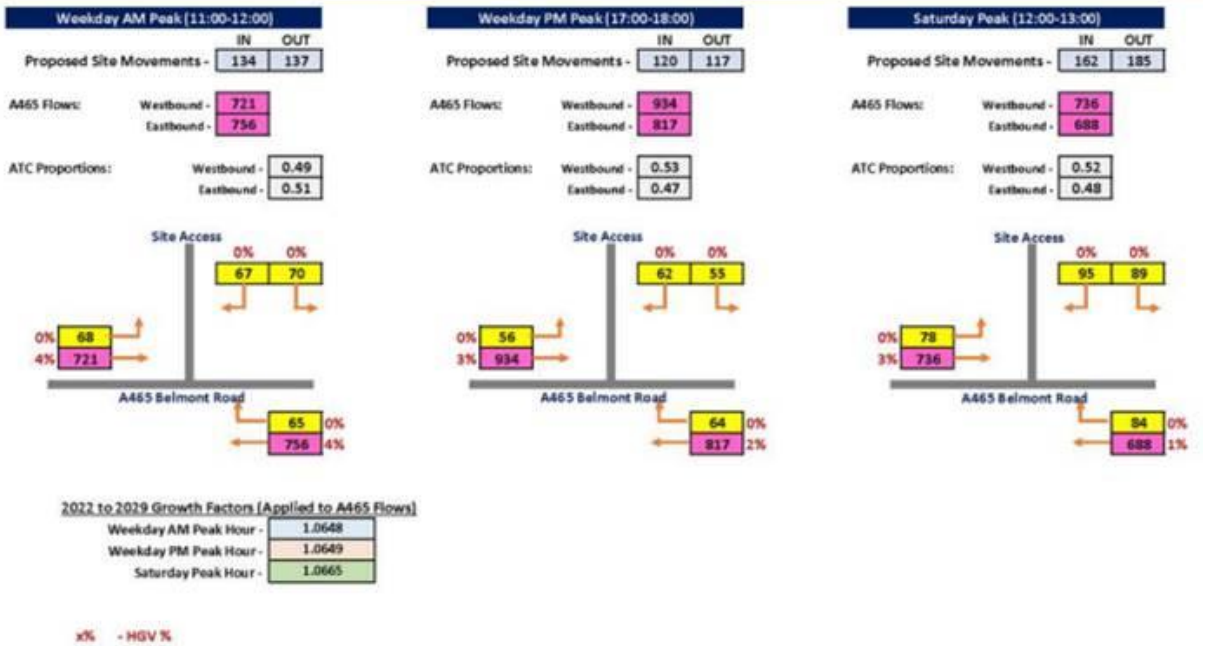 Weekday AM Peak (11:00-12:00)
IN OUT
Proposed Site Movements - 134 137
A465 Flows: Westbound - 721
Eastbound - 756
ATC Proportions: Westbound - 0.49
Eastbound - 0.51
Site Access
0% 0%
67 70
0% 68
4% 721
A465 Belmont Road
65 0%
756 4%
Weekday PM Peak (17:00-18:00)
IN OUT
Proposed Site Movements - 120 117
A465 Flows: Westbound - 934
Eastbound - 817
ATC Proportions: Westbound - 0.53
Eastbound - 0.47
Site Access
0% 0%
62 55
0% 56
3% 934
A465 Belmont Road
64 0%
817 2%
Saturday Peak (12:00-13:00)
IN OUT
Proposed Site Movements - 162 185
A465 Flows: Westbound - 736
Eastbound - 688
ATC Proportions: Westbound - 0.52
Eastbound - 0.48
Site Access
0% 0%
95 89
0% 78
3% 736
A465 Belmont Road
84 0%
688 1%
2022 to 2029 Growth Factors (Applied to A465 Flows)
Weekday AM Peak Hour - 1.0648
Weekday PM Peak Hour - 1.0649
Saturday Peak Hour - 1.0665
x% - HGV %